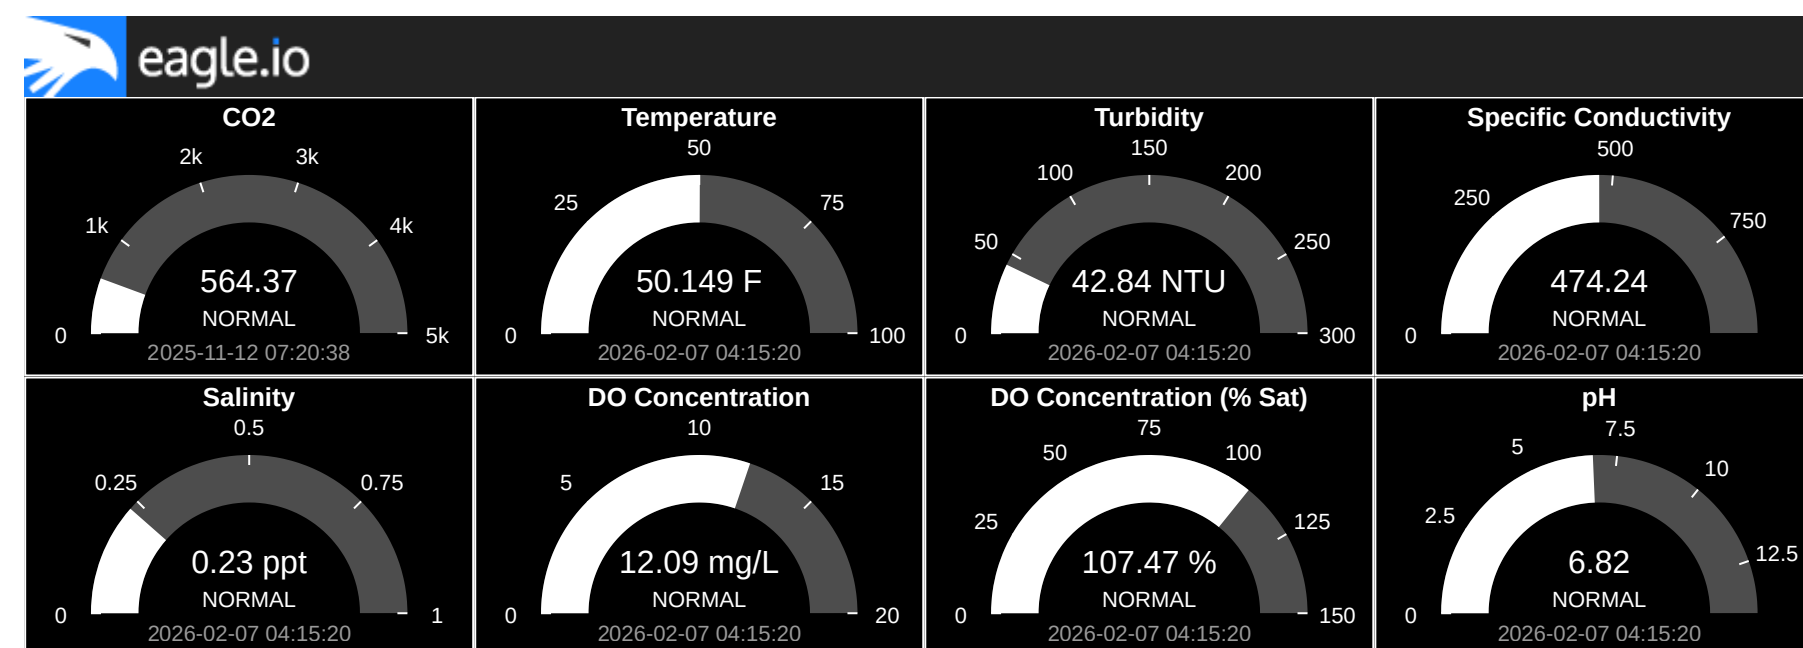 eagle.io
CO2
0
1k
2k
3k
4k
5k
564.37
NORMAL
2025-11-12 07:20:38
Temperature
0
25
50
75
100
50.149 F
NORMAL
2026-02-07 04:15:20
Turbidity
0
50
100
150
200
250
300
42.84 NTU
NORMAL
2026-02-07 04:15:20
Specific Conductivity
0
250
500
750
474.24
NORMAL
2026-02-07 04:15:20
Salinity
0
0.25
0.5
0.75
1
0.23 ppt
NORMAL
2026-02-07 04:15:20
DO Concentration
0
5
10
15
20
12.09 mg/L
NORMAL
2026-02-07 04:15:20
DO Concentration (% Sat)
0
25
50
75
100
125
150
107.47 %
NORMAL
2026-02-07 04:15:20
pH
0
2.5
5
7.5
10
12.5
6.82
NORMAL
2026-02-07 04:15:20